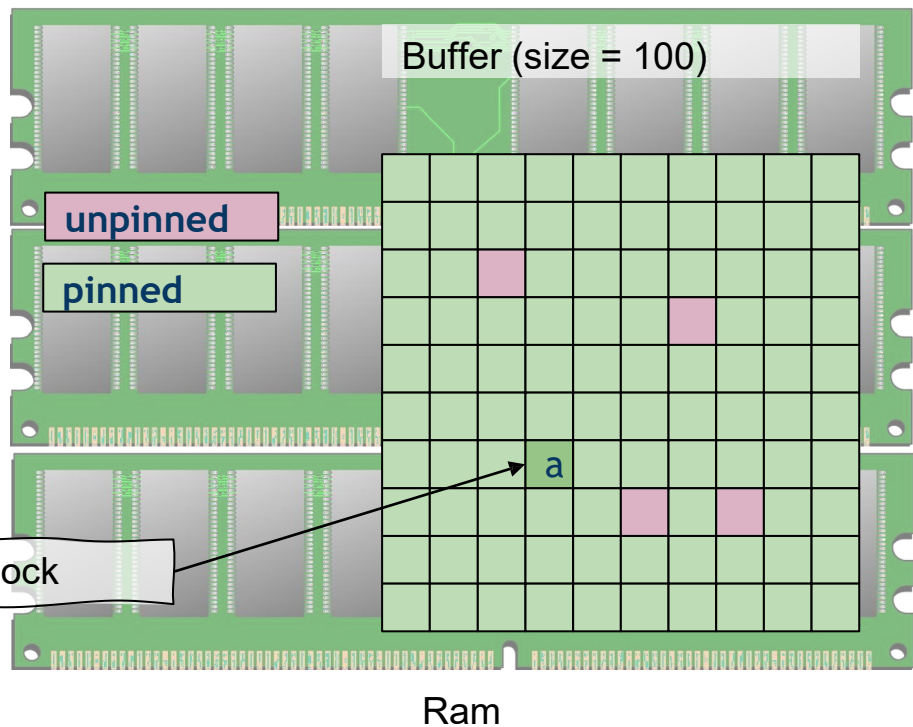 Buffer (size = 100)
unpinned
pinned
a
ock
Ram